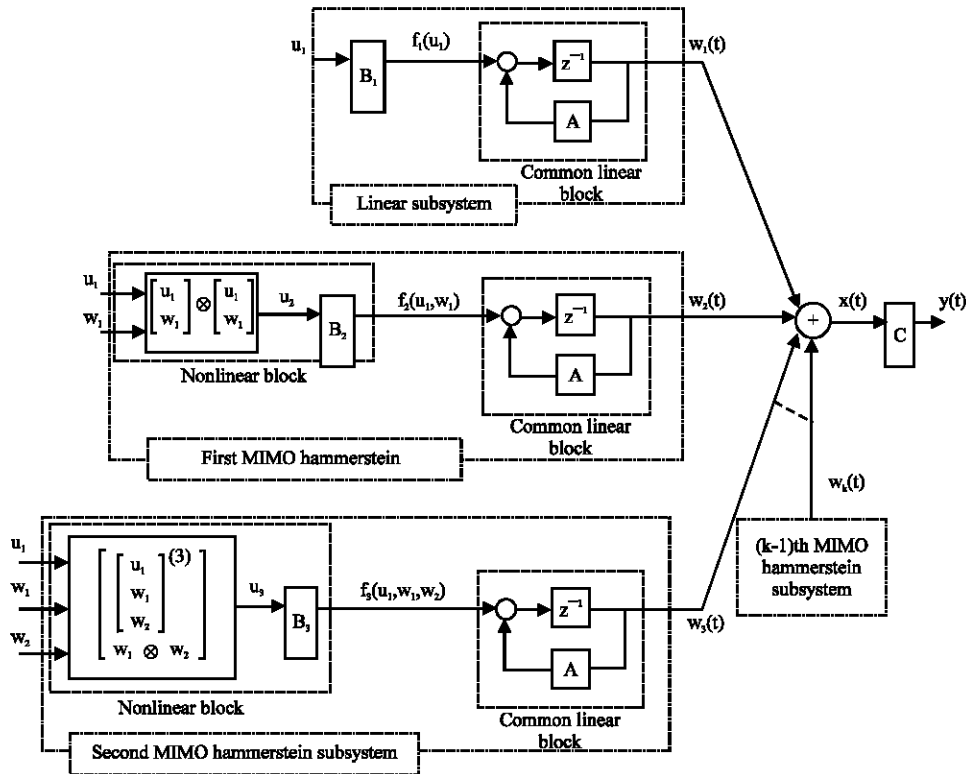 u₁
B₁
f₁(u₁)
z⁻¹
A
w₁(t)
Common linear
block
Linear subsystem
u₁
w₁
[u₁ w₁] ⊗ [u₁ w₁]
u₂
B₂
f₂(u₁,w₁)
z⁻¹
A
w₂(t)
+
x(t)
C
y(t)
Nonlinear block
Common linear
block
First MIMO hammerstein
w_k(t)
(k-1)th MIMO
hammerstein
subsystem
u₁
w₁
w₂
[u₁ w₁ w₂]⁽³⁾
w₁ ⊗ w₂
u₃
B₃
f₃(u₁,w₁,w₂)
z⁻¹
A
w₃(t)
Nonlinear block
Common linear
block
Second MIMO hammerstein subsystem